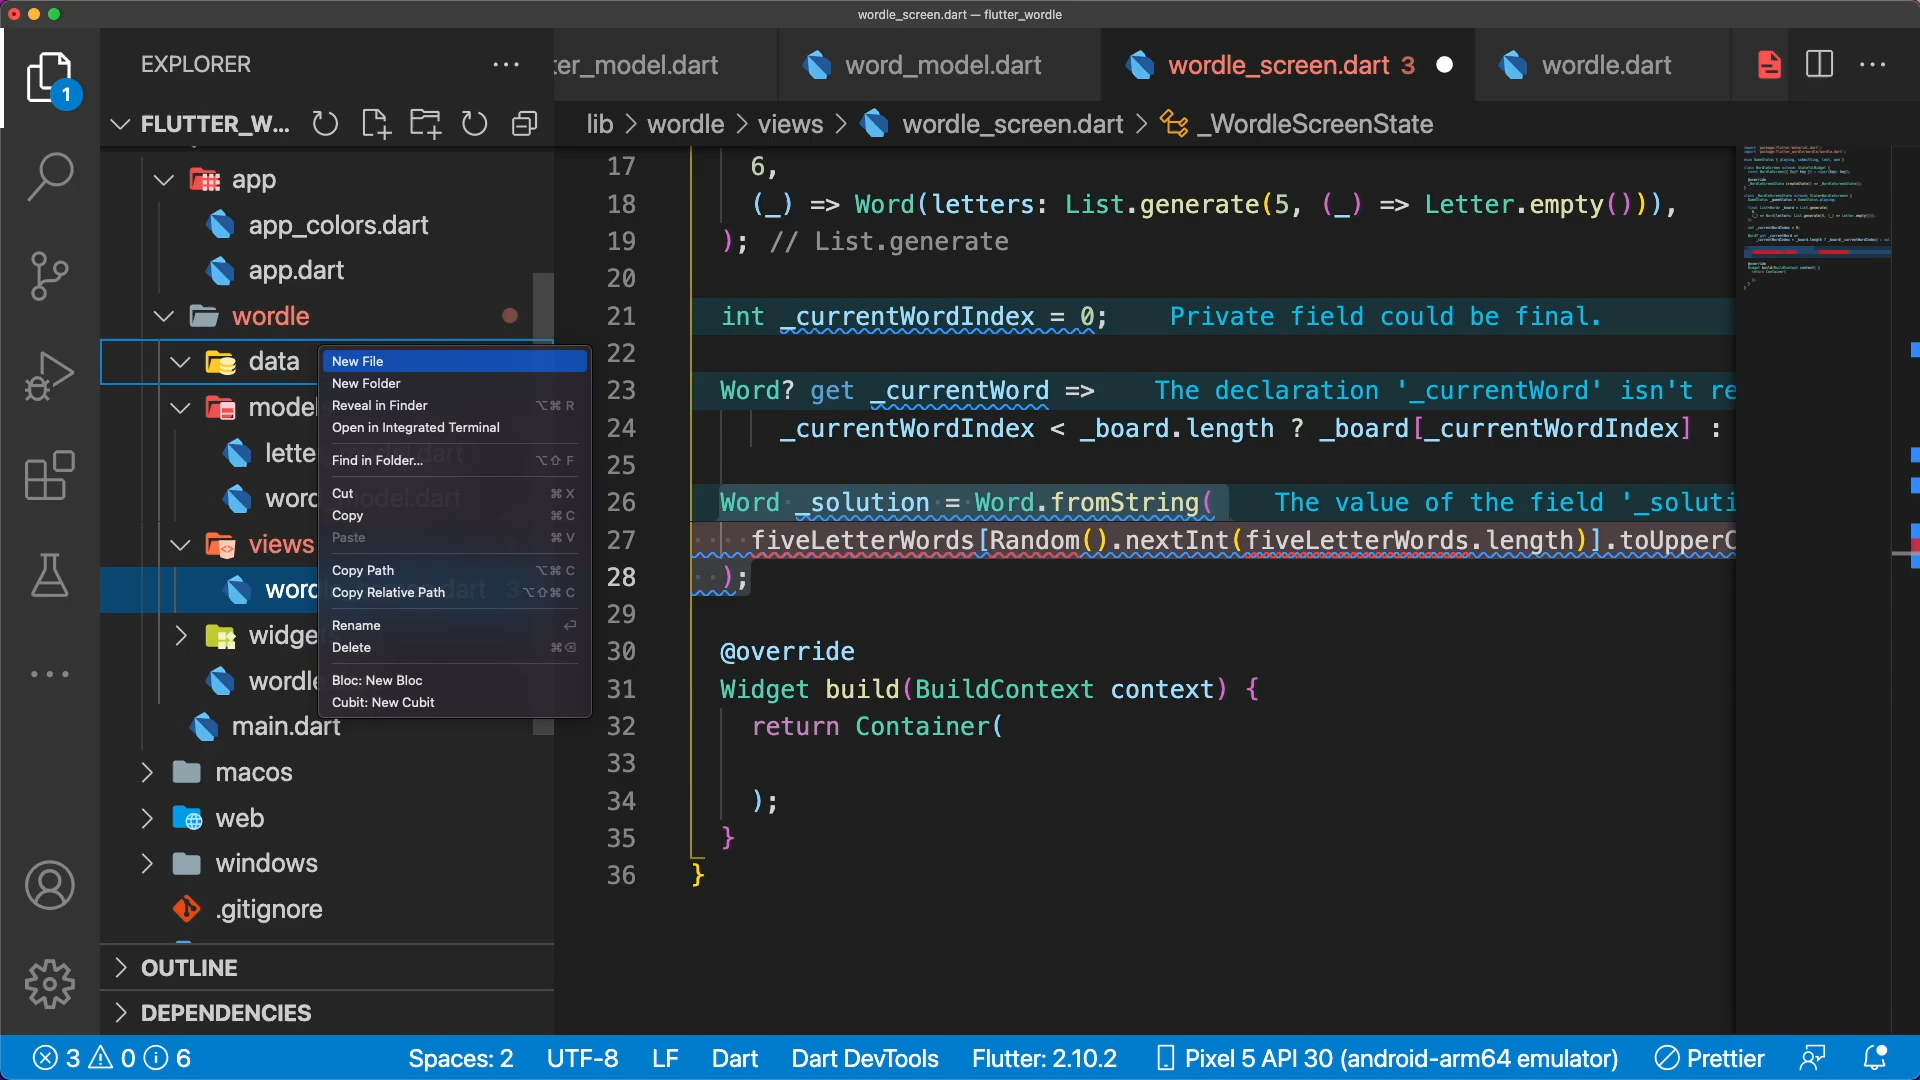 wordle_screen.dart — flutter_wordle
EXPLORER
ter_model.dart
word_model.dart
wordle_screen.dart 3
wordle.dart
1
FLUTTER_W...
lib > wordle > views > wordle_screen.dart > _WordleScreenState
app
app_colors.dart
app.dart
wordle
data
model
lette
word
views
word
3
widge
wordle
main.dart
macos
web
windows
.gitignore
OUTLINE
DEPENDENCIES
New File
New Folder
Reveal in Finder ⌥⌘ R
Open in Integrated Terminal
Find in Folder... ⌥⇧ F
Cut ⌘ X
Copy ⌘ C
Paste ⌘ V
Copy Path ⌥⌘ C
Copy Relative Path ⌥⇧⌘ C
Rename ⏎
Delete ⌘⌫
Bloc: New Bloc
Cubit: New Cubit
17 6,
18 (_) => Word(letters: List.generate(5, (_) => Letter.empty())),
19 ); // List.generate
20
21 int _currentWordIndex = 0; Private field could be final.
22
23 Word? get _currentWord => The declaration '_currentWord' isn't re
24 _currentWordIndex < _board.length ? _board[_currentWordIndex] :
25
26 Word _solution = Word.fromString( The value of the field '_soluti
27 fiveLetterWords[Random().nextInt(fiveLetterWords.length)].toUpperC
28 );
29
30 @override
31 Widget build(BuildContext context) {
32 return Container(
33
34 );
35 }
36 }
3 0 6
Spaces: 2
UTF-8
LF
Dart
Dart DevTools
Flutter: 2.10.2
Pixel 5 API 30 (android-arm64 emulator)
Prettier